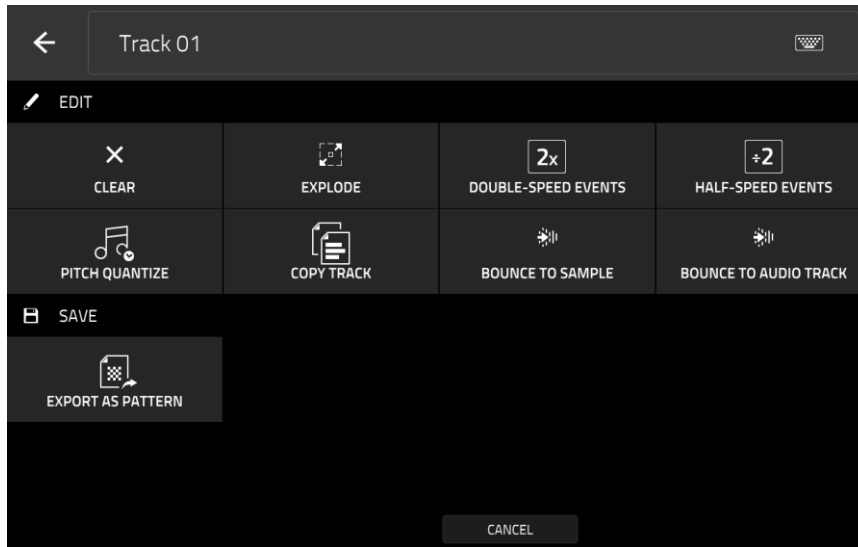 Track 01
EDIT
CLEAR
EXPLODE
2x
DOUBLE-SPEED EVENTS
÷2
HALF-SPEED EVENTS
PITCH QUANTIZE
COPY TRACK
BOUNCE TO SAMPLE
BOUNCE TO AUDIO TRACK
SAVE
EXPORT AS PATTERN
CANCEL